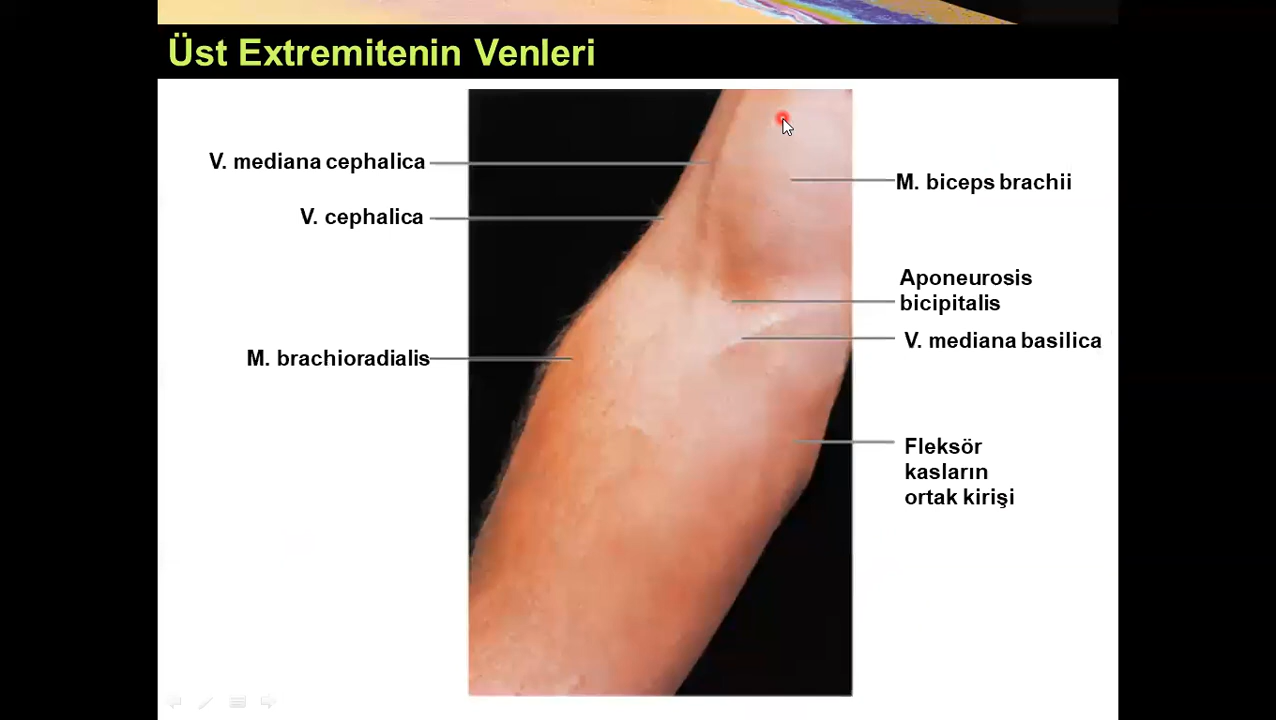 Üst Extremitenin Venleri
V. mediana cephalica
V. cephalica
M. brachioradialis
M. biceps brachii
Aponeurosis
bicipitalis
V. mediana basilica
Fleksör
kasların
ortak kirişi